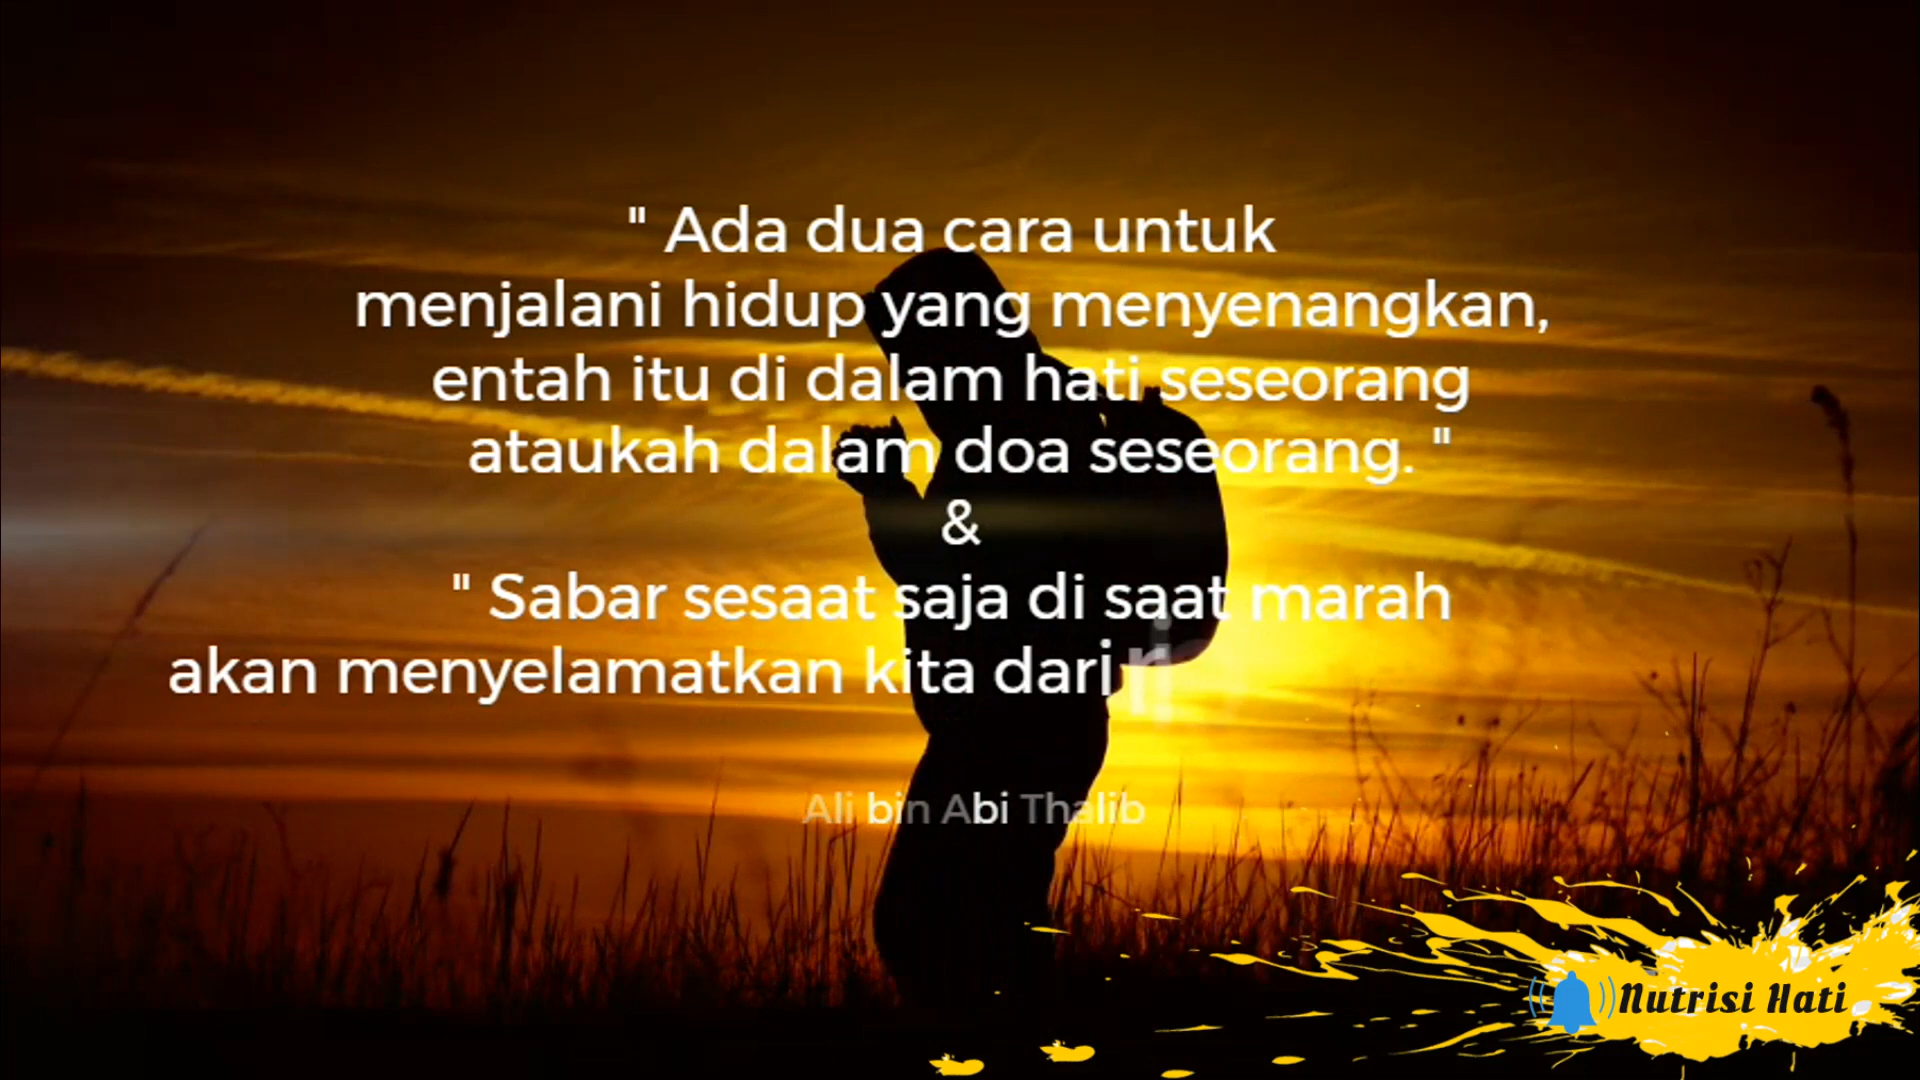 " Ada dua cara untuk
menjalani hidup yang menyenangkan,
entah itu di dalam hati seseorang
ataukah dalam doa seseorang. "
&
" Sabar sesaat saja di saat marah
akan menyelamatkan kita dari
Ali bin Abi Thalib
Nutrisi Hati